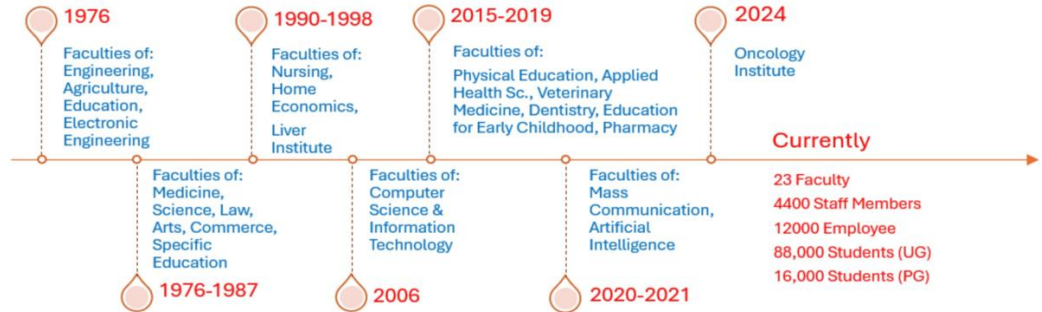 1976
Faculties of:
Engineering,
Agriculture,
Education,
Electronic
Engineering
1990-1998
Faculties of:
Nursing,
Home
Economics,
Liver
Institute
2015-2019
Faculties of:
Physical Education, Applied
Health Sc., Veterinary
Medicine, Dentistry, Education
for Early Childhood, Pharmacy
2024
Oncology
Institute
Faculties of:
Medicine,
Science, Law,
Arts, Commerce,
Specific
Education
1976-1987
Faculties of:
Computer
Science &
Information
Technology
2006
Faculties of:
Mass
Communication,
Artificial
Intelligence
2020-2021
Currently
23 Faculty
4400 Staff Members
12000 Employee
88,000 Students (UG)
16,000 Students (PG)